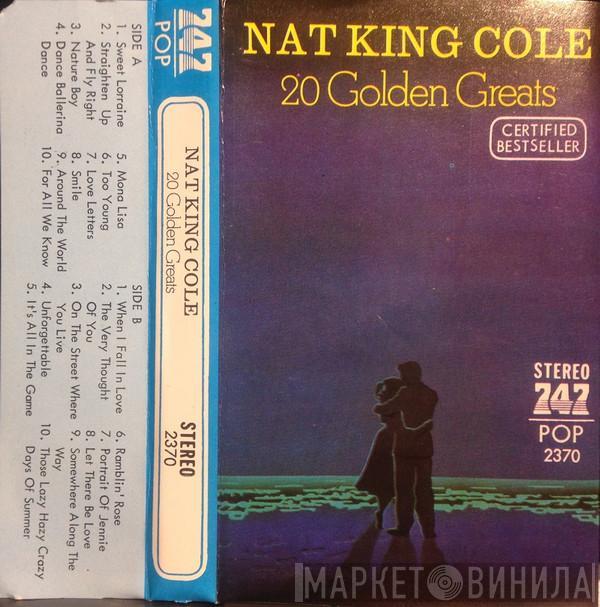 SIDE A
1. Sweet Lorraine
2. Straighten Up
And Fly Right
3. Nature Boy
4. Dance Ballerina
Dance
5. Mona Lisa
6. Too Young
7. Love Letters
8. Smile
9. Around The World
10. For All We Know
SIDE B
1. When I Fall In Love
2. The Very Thought
Of You
3. On The Street Where
You Live
4. Unforgettable
5. It's All In The Game
6. Ramblin' Rose
7. Portrait Of Jennie
8. Let There Be Love
9. Somewhere Along The
Way
10. Those Lazy Hazy Crazy
Days Of Summer
747
POP
NAT KING COLE
20 Golden Greats
STEREO
2370
NAT KING COLE
20 Golden Greats
CERTIFIED
BESTSELLER
STEREO
747
POP
2370
МАРКЕТ ВИНИЛА